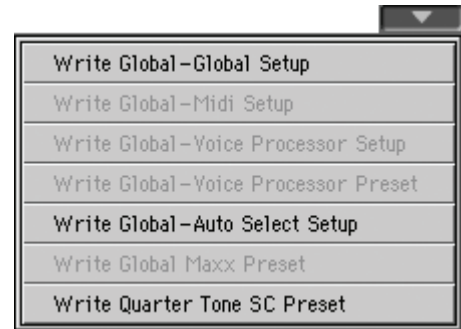 Write Global-Global Setup
Write Global-Midi Setup
Write Global-Voice Processor Setup
Write Global-Voice Processor Preset
Write Global-Auto Select Setup
Write Global Maxx Preset
Write Quarter Tone SC Preset